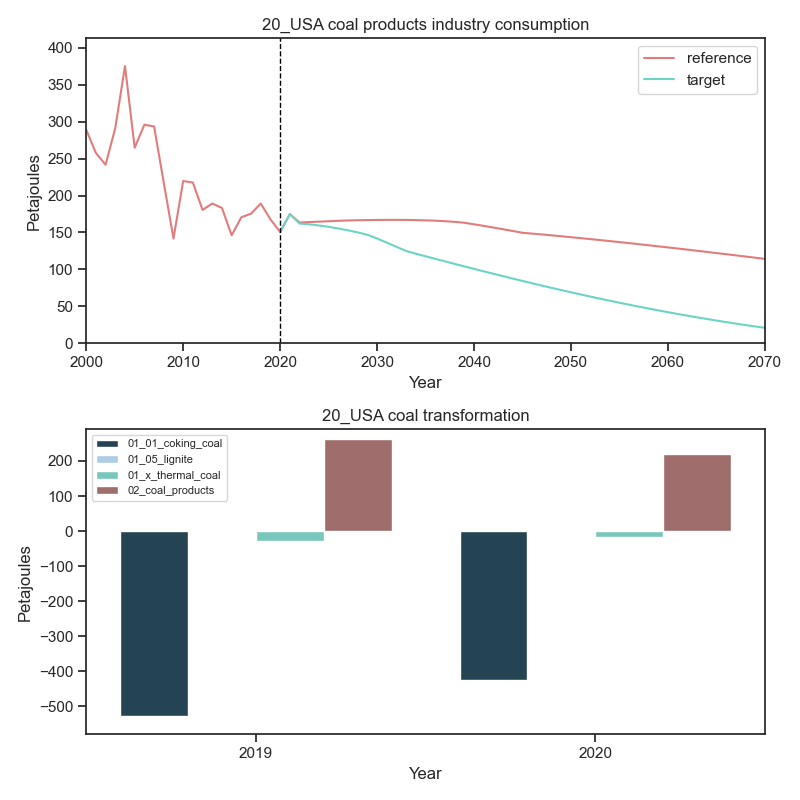 20_USA coal products industry consumption
400
350
300
250
200
150
100
50
0
Petajoules
reference
target
2000 2010 2020 2030 2040 2050 2060 2070
Year
20_USA coal transformation
01_01_coking_coal
01_05_lignite
01_x_thermal_coal
02_coal_products
200
100
0
−100
−200
−300
−400
−500
Petajoules
2019 2020
Year